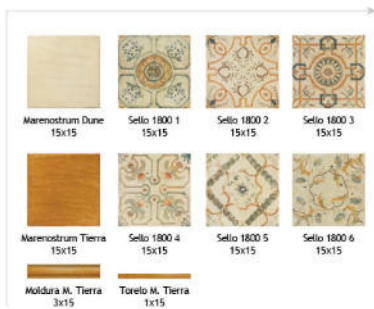 Marenostrum Dune
15x15
Sello 1800 1
15x15
Sello 1800 2
15x15
Sello 1800 3
15x15
Marenostrum Tierra
15x15
Sello 1800 4
15x15
Sello 1800 5
15x15
Sello 1800 6
15x15
Moldura M. Tierra
3x15
Torelo M. Tierra
1x15